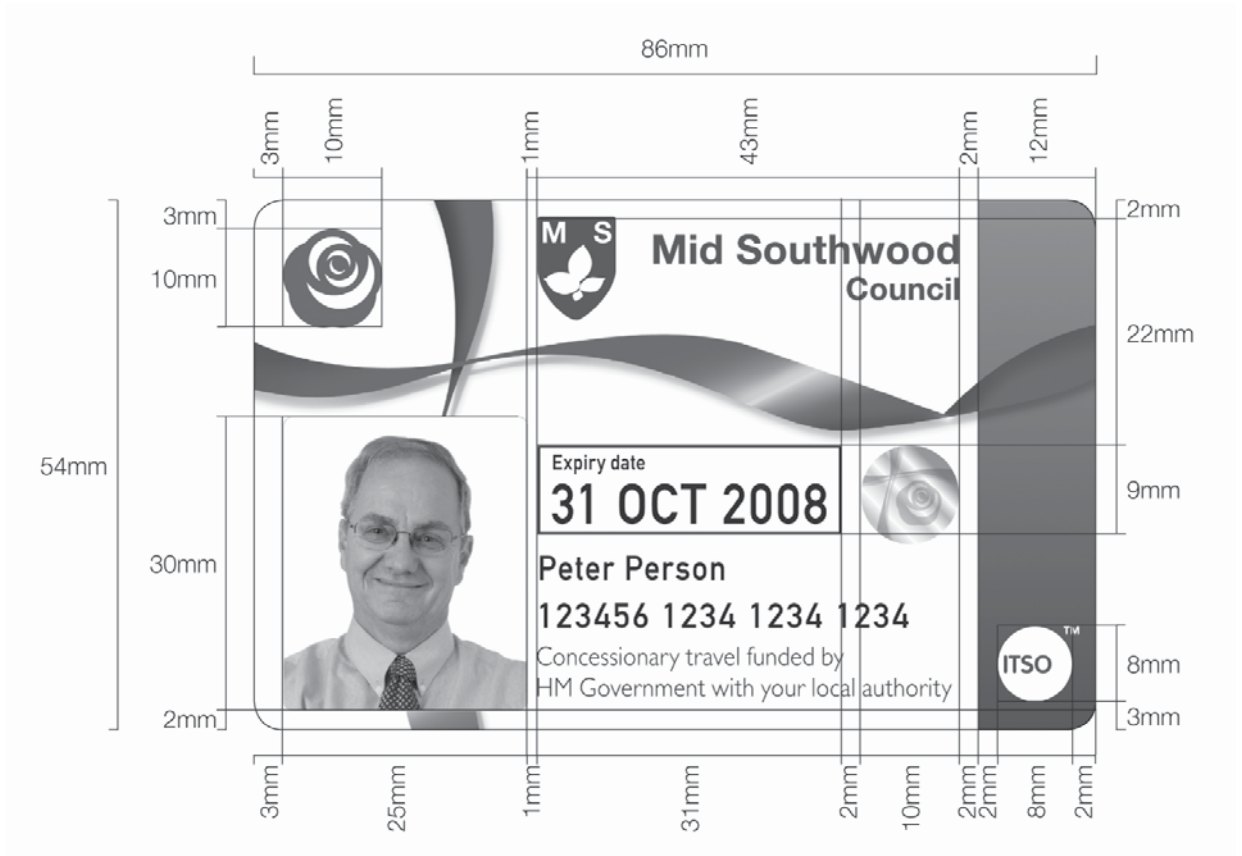 86mm
3mm
10mm
1mm
43mm
2mm
12mm
3mm
10mm
54mm
30mm
2mm
M S
Mid Southwood
Council
Expiry date
31 OCT 2008
Peter Person
123456 1234 1234 1234
Concessionary travel funded by
HM Government with your local authority
ITSO
TM
2mm
22mm
9mm
8mm
3mm
3mm
25mm
1mm
31mm
2mm
10mm
2mm
2mm
8mm
2mm